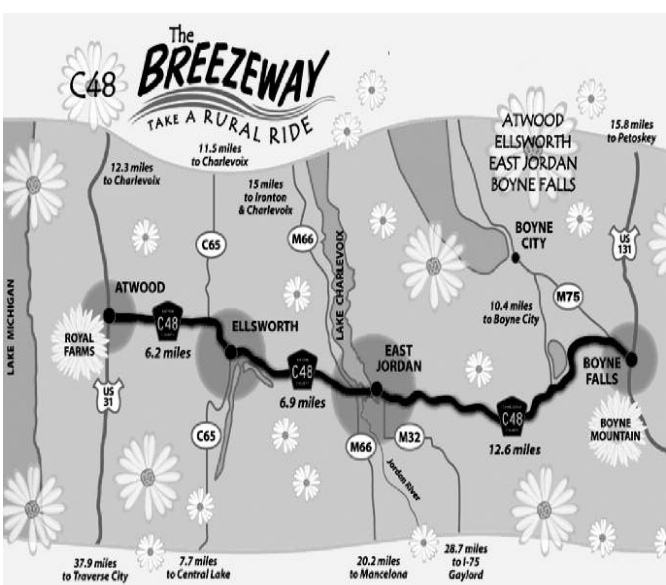 The
BREEZEWAY
C48
TAKE A RURAL RIDE
ATWOOD
ELLSWORTH
EAST JORDAN
BOYNE FALLS
15.8 miles
to Petoskey
11.5 miles
to Charlevoix
12.3 miles
to Charlevoix
15 miles
to Ironton
& Charlevoix
BOYNE
CITY
C65
M66
US
131
LAKE CHARLEVOIX
LAKE MICHIGAN
ATWOOD
M75
10.4 miles
to Boyne City
C48
ELLSWORTH
ROYAL
FARMS
6.2 miles
EAST
JORDAN
C48
BOYNE
FALLS
US
31
6.9 miles
C48
BOYNE
MOUNTAIN
C65
M66
M32
12.6 miles
Jordan River
37.9 miles
to Traverse City
7.7 miles
to Central Lake
20.2 miles
to Mancelona
28.7 miles
to I-75
Gaylord